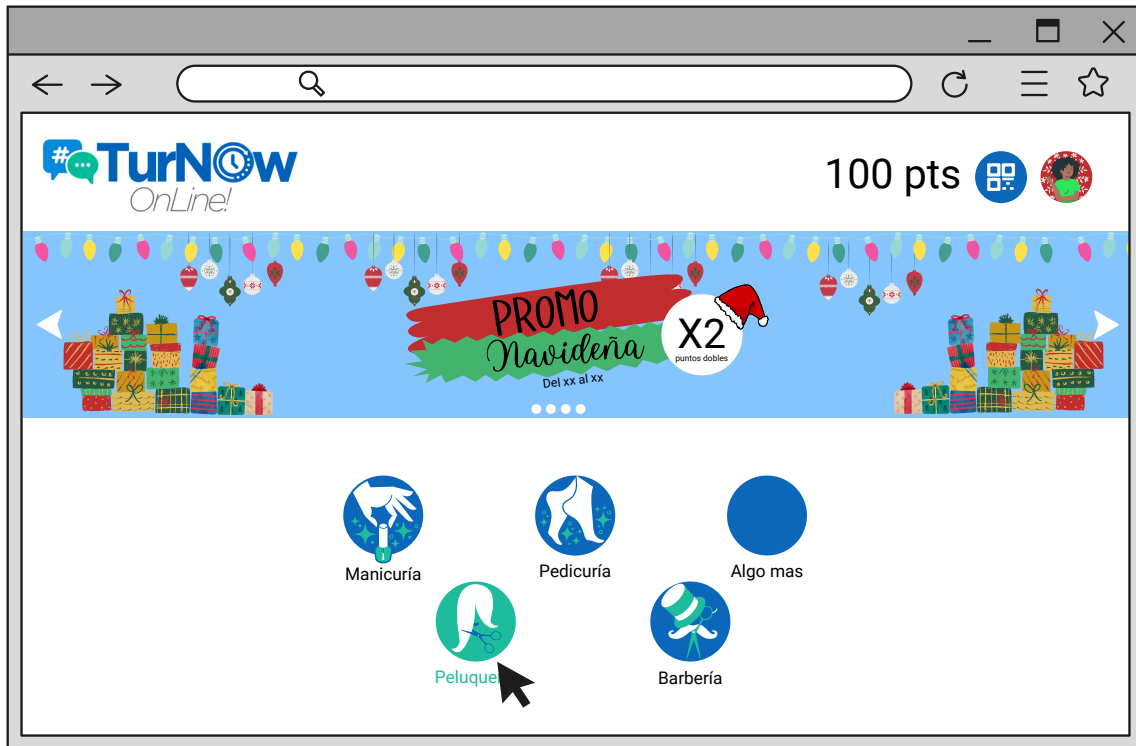 #TurNOw
OnLine!
100 pts
PROMO
Navideña
X2
puntos dobles
Del xx al xx
Manicuría
Pedicuría
Algo mas
Barbería